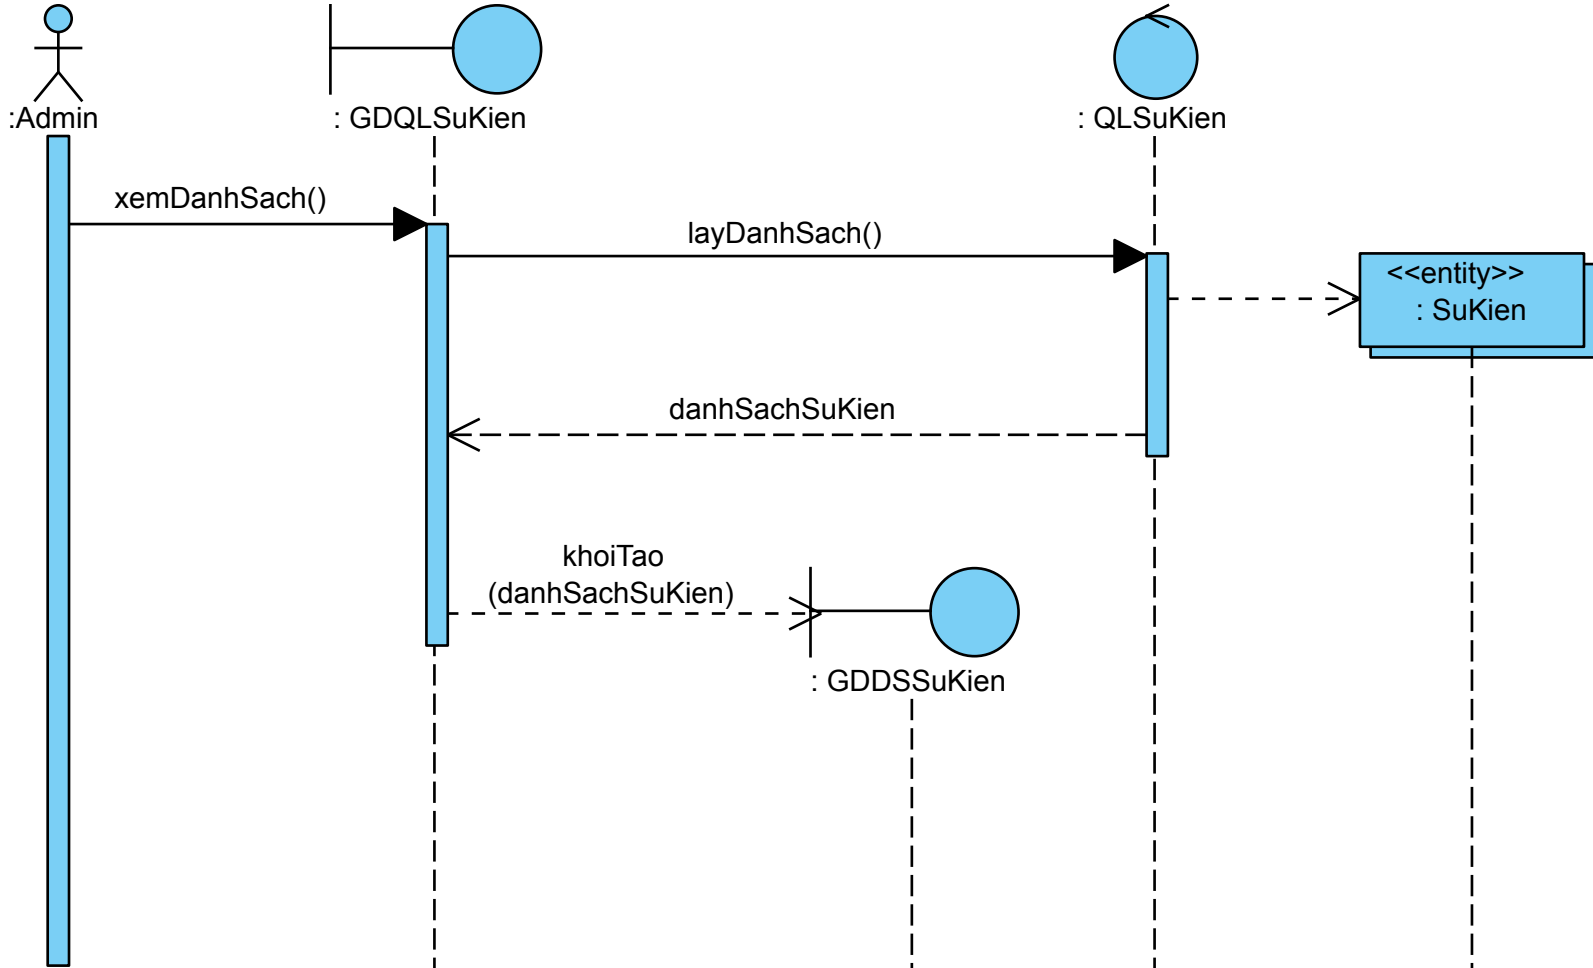 :Admin
: GDQLSuKien
: QLSuKien
xemDanhSach()
layDanhSach()
<<entity>>
: SuKien
danhSachSuKien
khoiTao
(danhSachSuKien)
: GDDSSuKien